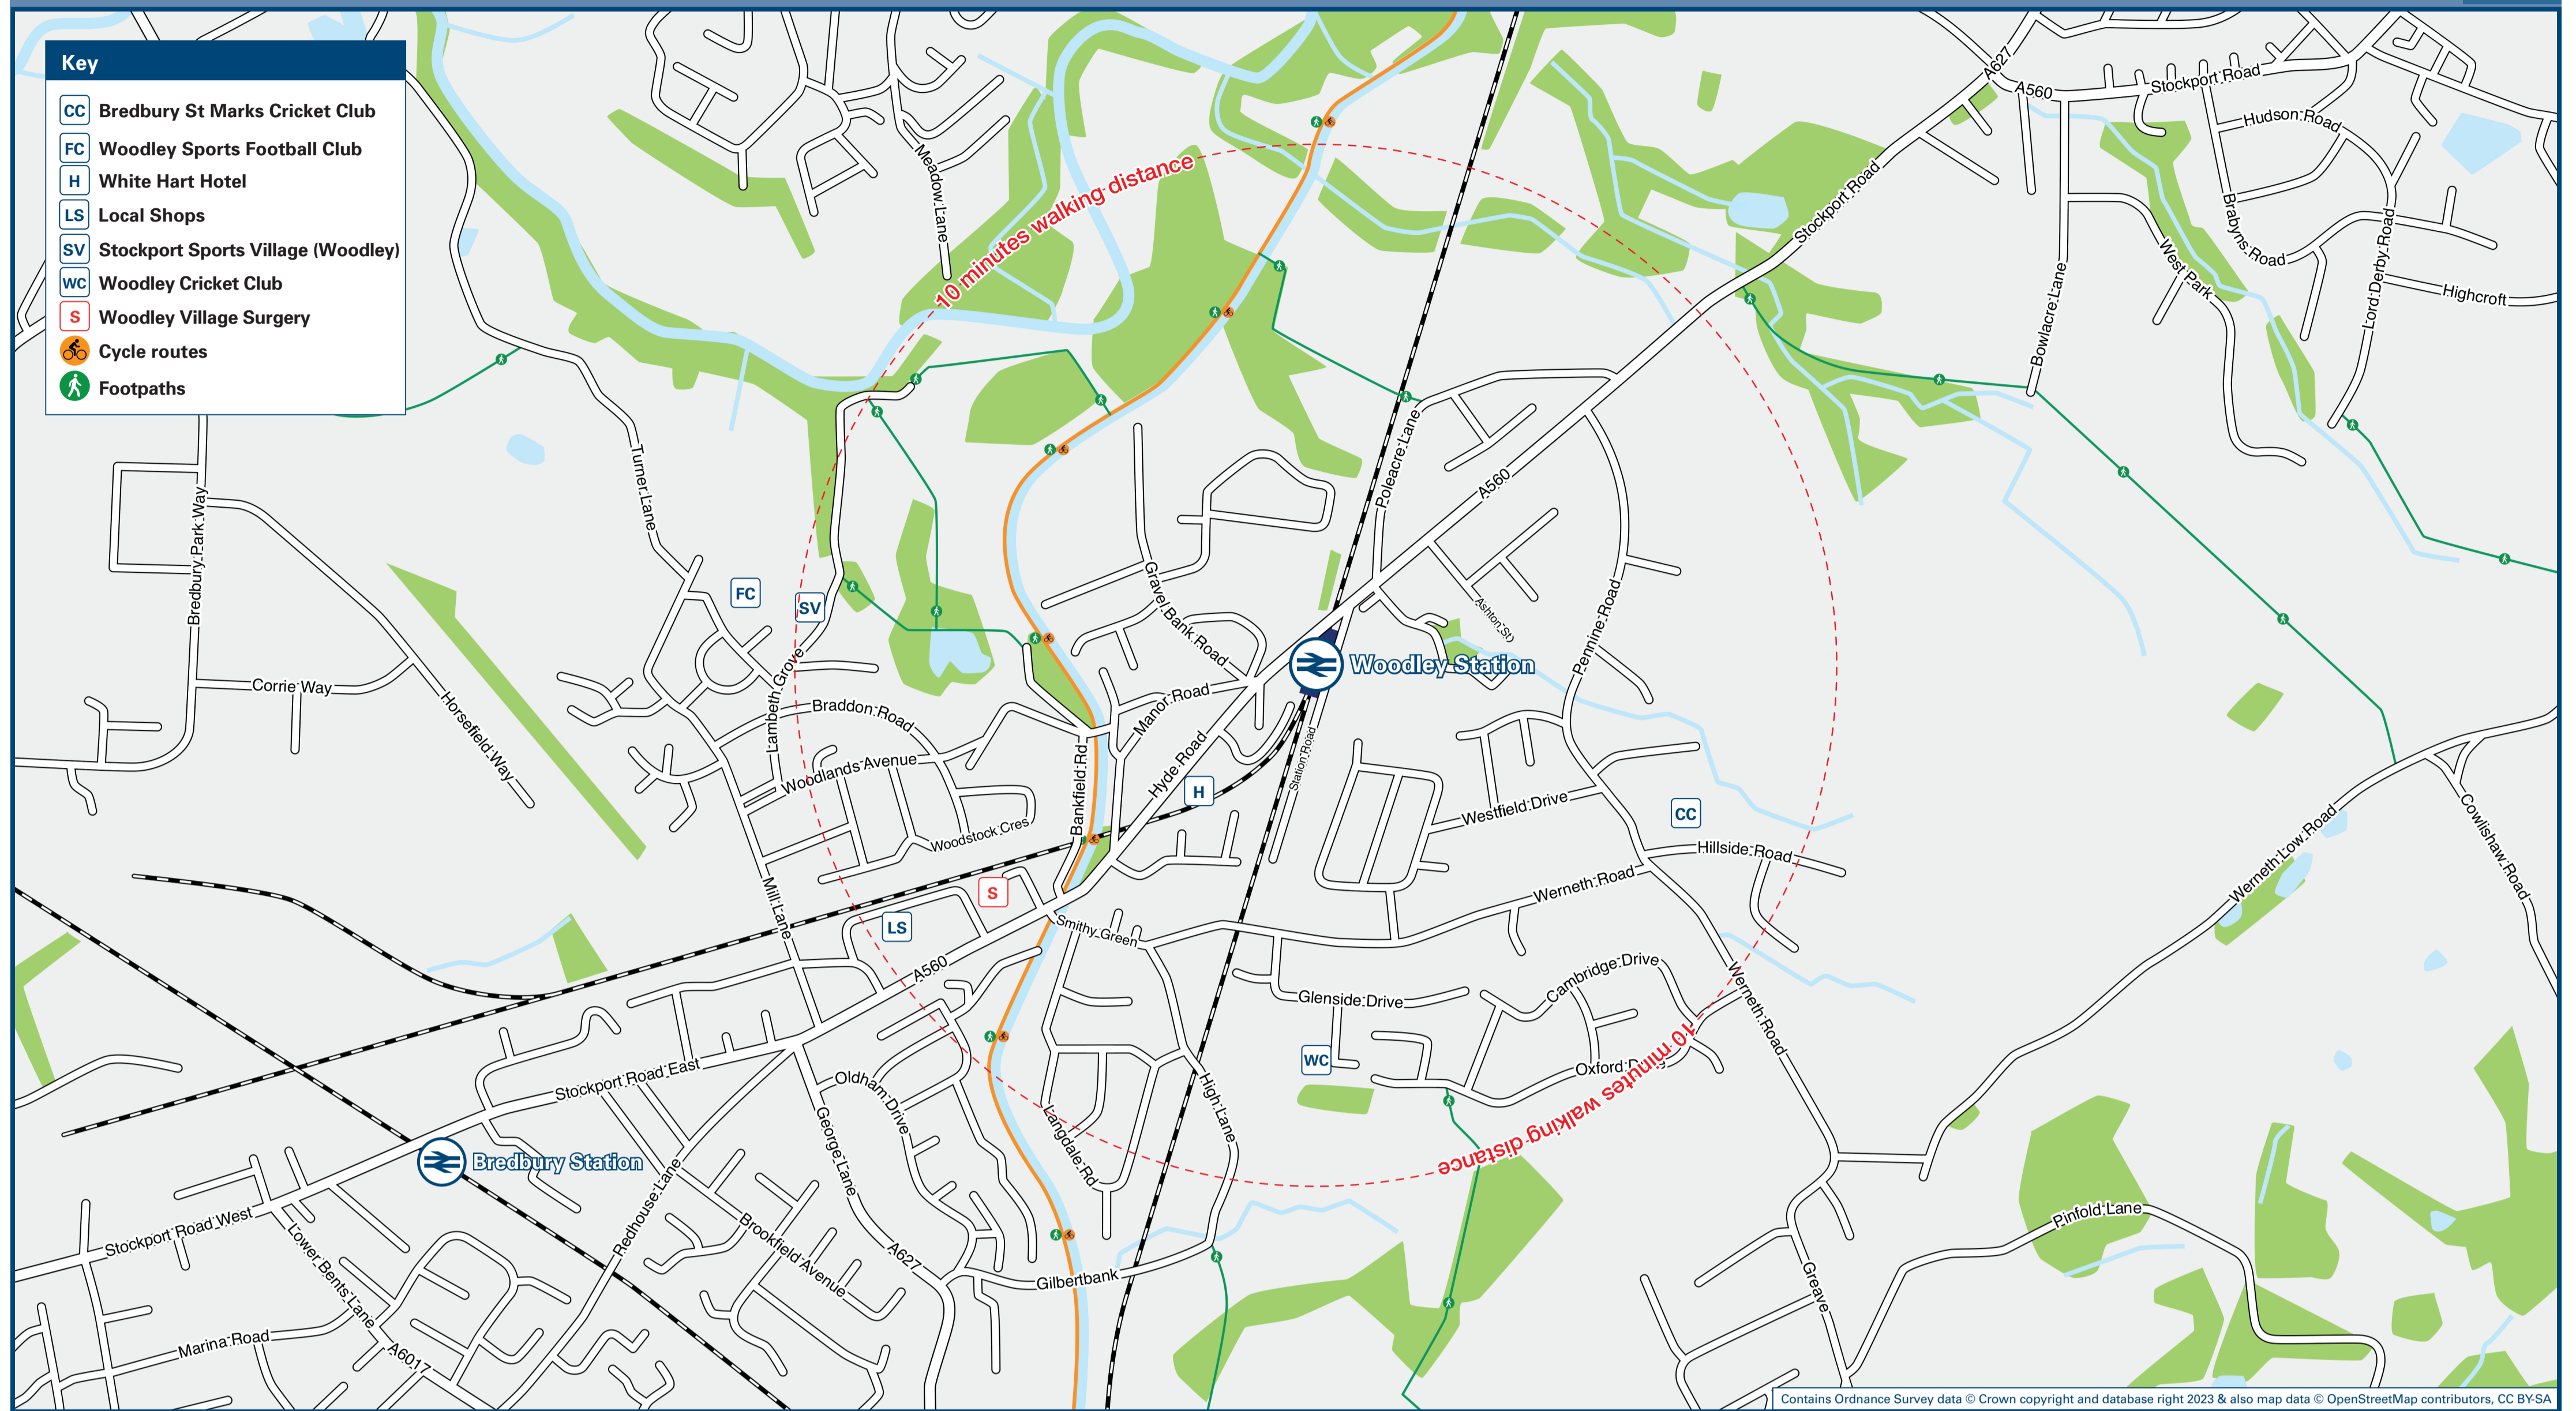 Key
CC Bredbury St Marks Cricket Club
FC Woodley Sports Football Club
H White Hart Hotel
LS Local Shops
SV Stockport Sports Village (Woodley)
WC Woodley Cricket Club
S Woodley Village Surgery
Cycle routes
Footpaths
A627
A560
Stockport Road
Hudson Road
Meadow Lane
10 minutes walking distance
Stockport Road
Brabyns Road
West Park
Lord Derby Road
Bowlacre Lane
Highcroft
Turner Lane
Poleacre Lane
A560
Bredbury Park Way
FC
SV
Gravel Bank Road
Ashton St
Pennine Road
Woodley Station
Corrie Way
Horsefield Way
Lambeth Grove
Braddon Road
Manor Road
Woodlands Avenue
Bankfield Rd
Hyde Road
Station Road
H
Westfield Drive
CC
Woodstock Cres
Hillside Road
Werneth Low Road
Cowlishaw Road
Mill Lane
S
LS
Smithy Green
Werneth Road
A560
Cambridge Drive
Glenside Drive
Werneth Road
WC
Stockport Road East
Oldham Drive
High Lane
10 minutes walking distance
George Lane
Langdale Rd
Bredbury Station
Redhouse Lane
Stockport Road West
Lower Bents Lane
Brookfield Avenue
A627
Gilbertbank
Pinfold Lane
Greave
Marina Road
A6017
Contains Ordnance Survey data © Crown copyright and database right 2023 & also map data © OpenStreetMap contributors, CC BY-SA